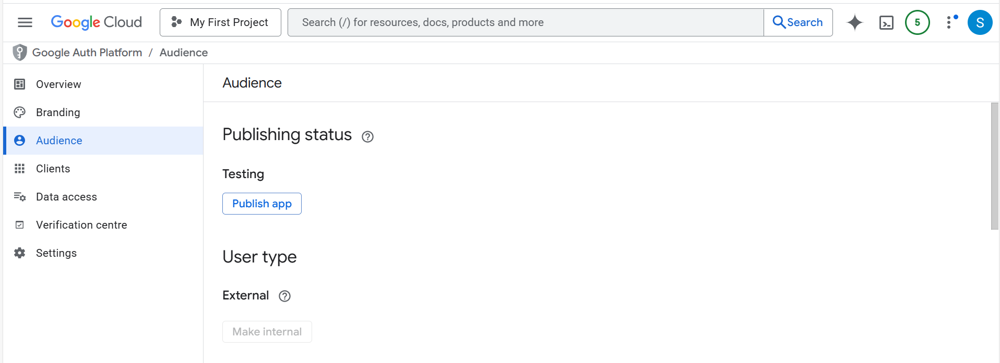 Google Cloud
My First Project
Search (/) for resources, docs, products and more
Search
5
S
Google Auth Platform / Audience
Overview
Branding
Audience
Clients
Data access
Verification centre
Settings
Audience
Publishing status
Testing
Publish app
User type
External
Make internal